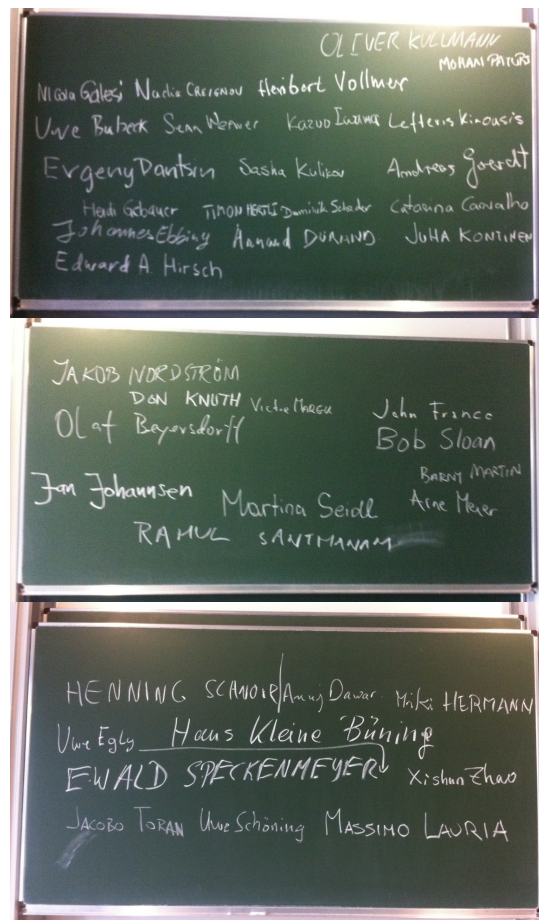 OLIVER KULLMANN
MOHAN PATURI
Nicola Galesi Nadia CREIGNOU Heribert Vollmer
Uwe Bubeck Sean Weaver Kazuo Iwama Lefteris Kirousis
Evgeny Dantsin Sasha Kulikov Andreas Goerdt
Heidi Gebauer TIMON HERTLI Dominik Scheder Catarina Carvalho
Johannes Ebbing Arnaud DURAND JUHA KONTINEN
Edward A. Hirsch
JAKOB NORDSTRÖM
DON KNUTH Victor MAREK
Olaf Beyersdorff John Franco
Bob Sloan
BARNY MARTIN
Jan Johannsen Martina Seidl Arne Meier
RAHUL SANTHANAM
HENNING SCHNOOR Anuj Dawar Miki HERMANN
Uwe Egly Hans Kleine Büning
EWALD SPECKENMEYER Xishun Zhao
JACOBO TORAN Uwe Schöning MASSIMO LAURIA